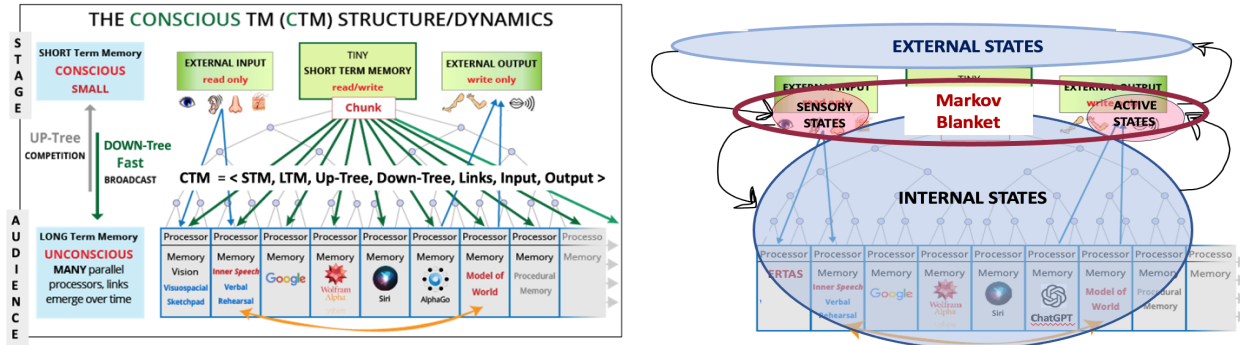 THE CONSCIOUS TM (CTM) STRUCTURE/DYNAMICS
STAGE
SHORT Term Memory
CONSCIOUS
SMALL
EXTERNAL INPUT
read only
TINY
SHORT TERM MEMORY
read/write
Chunk
EXTERNAL OUTPUT
write only
UP-Tree
COMPETITION
DOWN-Tree
Fast
BROADCAST
CTM = < STM, LTM, Up-Tree, Down-Tree, Links, Input, Output >
AUDIENCE
LONG Term Memory
UNCONSCIOUS
MANY parallel
processors, links
emerge over time
Processor Processor Processor Processor Processor Processor Processor Processor Processo
Memory Memory Memory Memory Memory Memory Memory Memory Memory
Vision
Visuospacial
Sketchpad
Inner Speech
Verbal
Rehearsal
Google
Wolfram
Alpha
Siri
AlphaGo
Model of
World
Procedural
Memory
EXTERNAL STATES
EXTERNAL INPUT
read only
TINY
EXTERNAL OUTPUT
write only
SENSORY
STATES
Markov
Blanket
ACTIVE
STATES
INTERNAL STATES
Processor Processor Processor Processor Processor Processor Processor Processor Processo
ERTAS
Memory Memory Memory Memory Memory Memory Memory Memory
Inner Speech
Verbal
Rehearsal
Google
Wolfram
Alpha
Siri
ChatGPT
Model of
World
Procedural
Memory